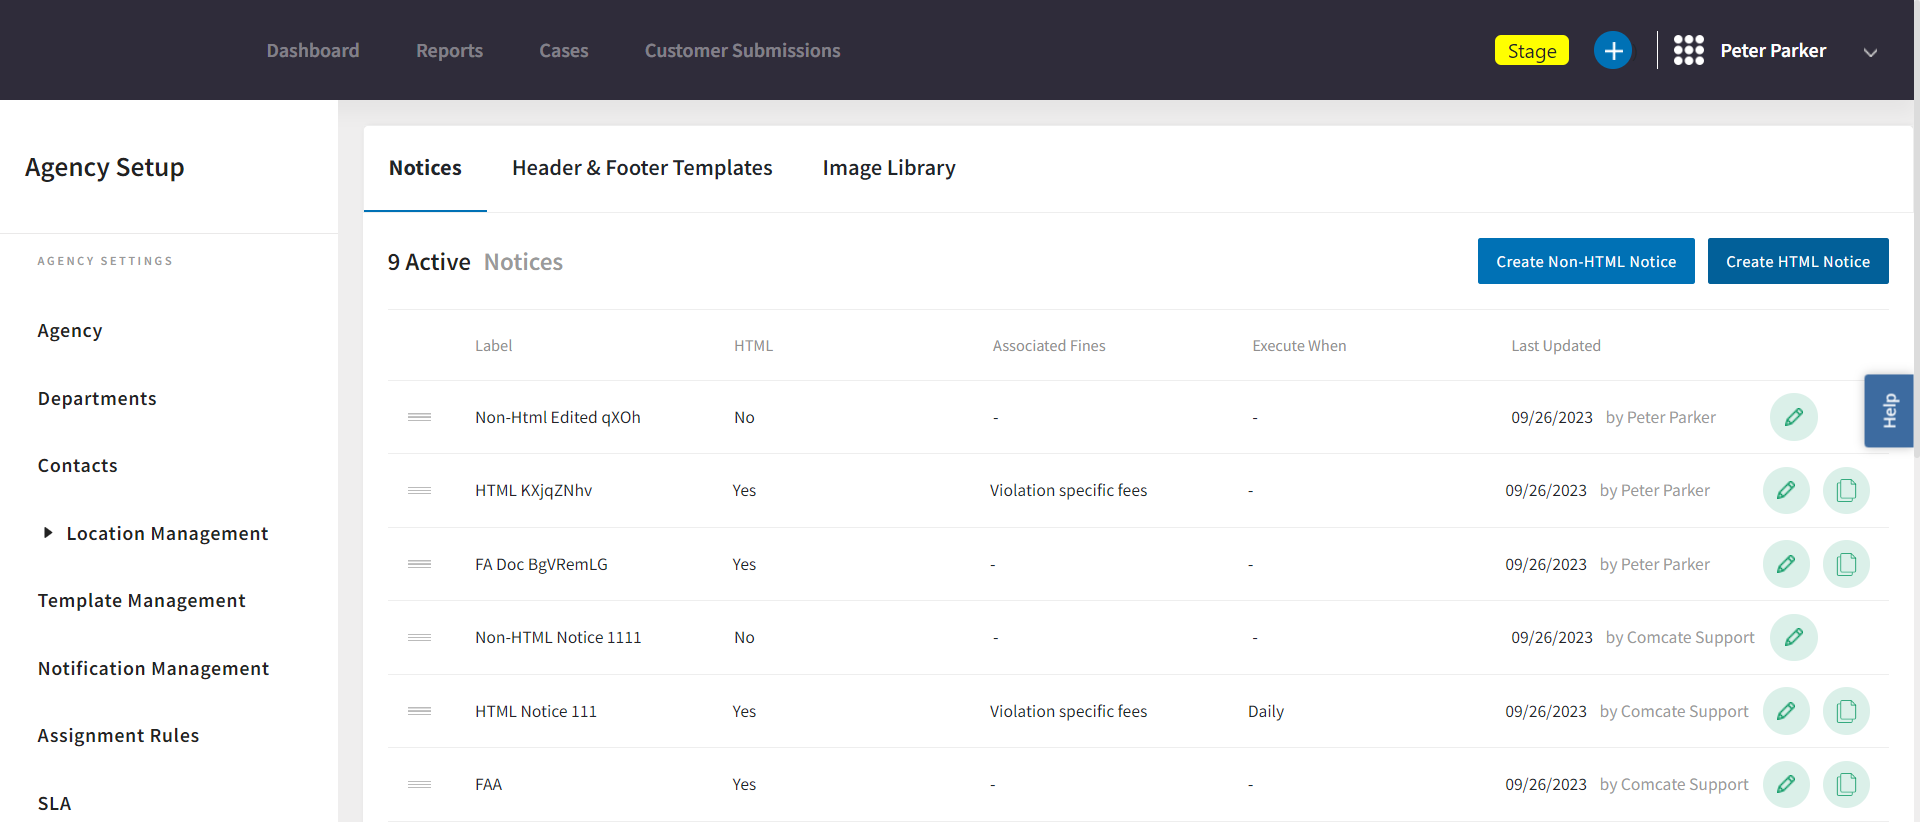 Dashboard Reports Cases Customer Submissions Stage Peter Parker
Agency Setup
AGENCY SETTINGS
Agency
Departments
Contacts
Location Management
Template Management
Notification Management
Assignment Rules
SLA
Notices Header & Footer Templates Image Library
9 Active Notices Create Non-HTML Notice Create HTML Notice
Label HTML Associated Fines Execute When Last Updated
Non-Html Edited qXOh No - - 09/26/2023 by Peter Parker
HTML KXjqZNhv Yes Violation specific fees - 09/26/2023 by Peter Parker
FA Doc BgVRemLG Yes - - 09/26/2023 by Peter Parker
Non-HTML Notice 1111 No - - 09/26/2023 by Comcate Support
HTML Notice 111 Yes Violation specific fees Daily 09/26/2023 by Comcate Support
FAA Yes - - 09/26/2023 by Comcate Support
Help